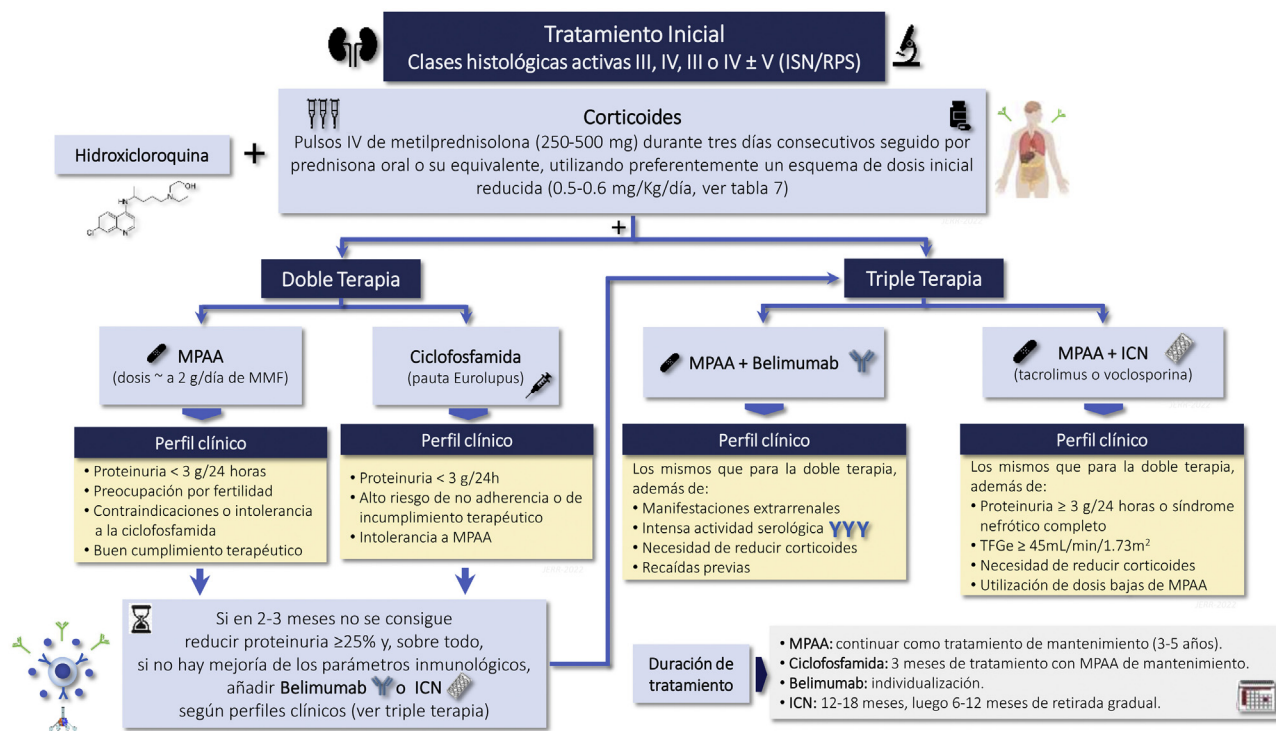 Tratamiento Inicial
Clases histológicas activas III, IV, III o IV ± V (ISN/RPS)
Corticoides
Pulsos IV de metilprednisolona (250-500 mg) durante tres días consecutivos seguido por
prednisona oral o su equivalente, utilizando preferentemente un esquema de dosis inicial
reducida (0.5-0.6 mg/Kg/día, ver tabla 7)
Hidroxicloroquina
+
OH
HN
N
Cl
N
+
Doble Terapia
Triple Terapia
MPAA
(dosis ~ a 2 g/día de MMF)
Ciclofosfamida
(pauta Eurolupus)
MPAA + Belimumab
MPAA + ICN
(tacrolimus o voclosporina)
Perfil clínico
• Proteinuria < 3 g/24 horas
• Preocupación por fertilidad
• Contraindicaciones o intolerancia
a la ciclofosfamida
• Buen cumplimiento terapéutico
Perfil clínico
• Proteinuria < 3 g/24h
• Alto riesgo de no adherencia o de
incumplimiento terapéutico
• Intolerancia a MPAA
Perfil clínico
Los mismos que para la doble terapia,
además de:
• Manifestaciones extrarrenales
• Intensa actividad serológica
• Necesidad de reducir corticoides
• Recaídas previas
Perfil clínico
Los mismos que para la doble terapia,
además de:
• Proteinuria ≥ 3 g/24 horas o síndrome
nefrótico completo
• TFGe ≥ 45mL/min/1.73m²
• Necesidad de reducir corticoides
• Utilización de dosis bajas de MPAA
Si en 2-3 meses no se consigue
reducir proteinuria ≥25% y, sobre todo,
si no hay mejoría de los parámetros inmunológicos,
añadir Belimumab o ICN
según perfiles clínicos (ver triple terapia)
Duración de
tratamiento
• MPAA: continuar como tratamiento de mantenimiento (3-5 años).
• Ciclofosfamida: 3 meses de tratamiento con MPAA de mantenimiento.
• Belimumab: individualización.
• ICN: 12-18 meses, luego 6-12 meses de retirada gradual.